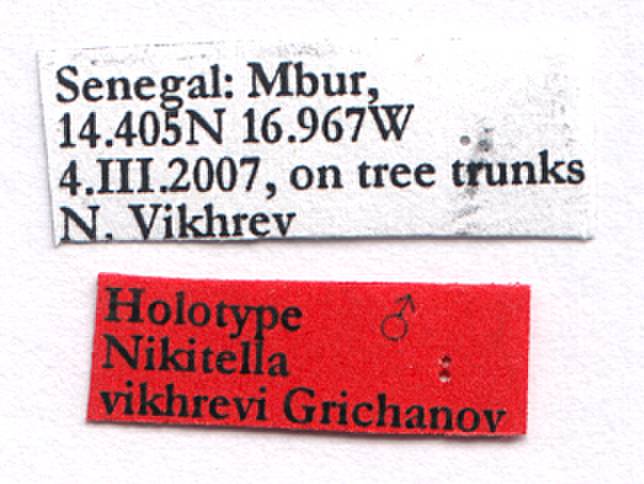 Senegal: Mbur,
14.405N 16.967W
4.III.2007, on tree trunks
N. Vikhrev
Holotype ♂
Nikitella
vikhrevi Grichanov